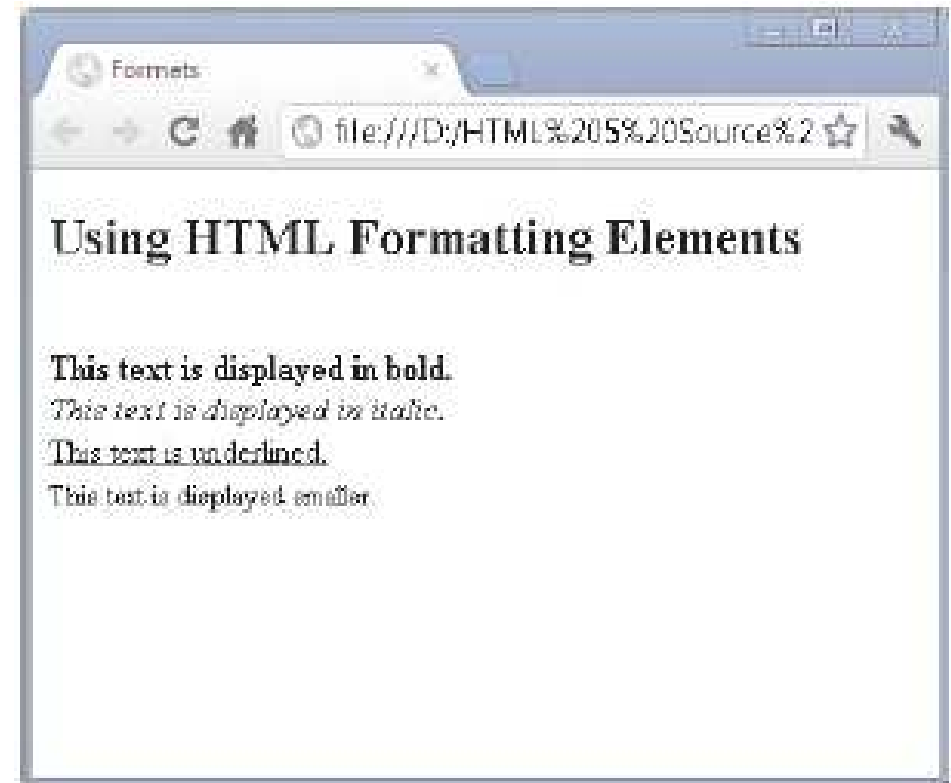 Formats
file:///D:/HTML%205%20Source%2
Using HTML Formatting Elements
This text is displayed in bold.
This text is displayed in italic.
This text is underlined.
This text is displayed smaller